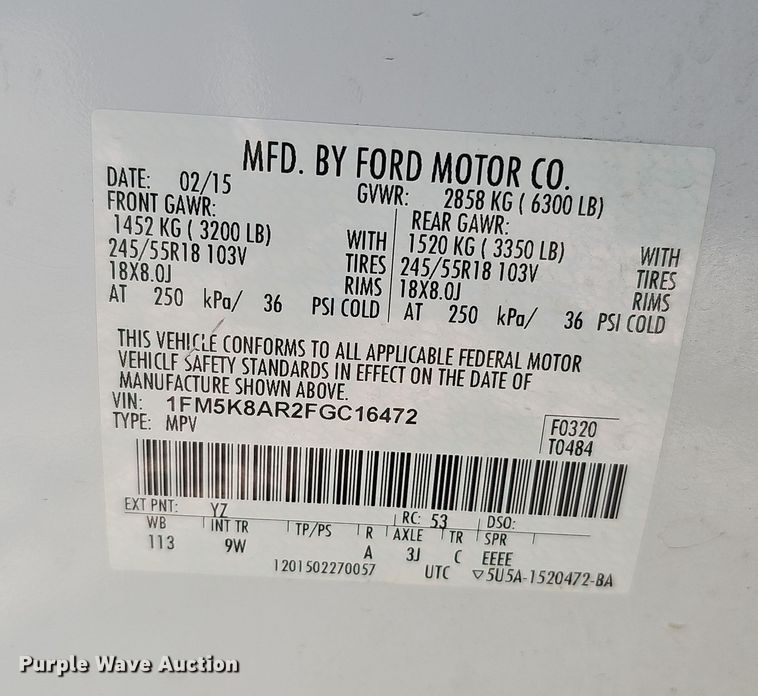 MFD. BY FORD MOTOR CO.
DATE: 02/15
GVWR: 2858 KG ( 6300 LB)
FRONT GAWR:
1452 KG ( 3200 LB)
245/55R18 103V
18X8.0J
WITH
TIRES
RIMS
AT 250 kPa/ 36 PSI COLD
REAR GAWR:
1520 KG ( 3350 LB)
245/55R18 103V
18X8.0J
WITH
TIRES
RIMS
AT 250 kPa/ 36 PSI COLD
THIS VEHICLE CONFORMS TO ALL APPLICABLE FEDERAL MOTOR
VEHICLE SAFETY STANDARDS IN EFFECT ON THE DATE OF
MANUFACTURE SHOWN ABOVE.
VIN: 1FM5K8AR2FGC16472
TYPE: MPV
F0320
T0484
EXT PNT: YZ RC: 53 DSO:
WB INT TR TP/PS R AXLE TR SPR
113 9W A 3J C EEEE
1201502270057 UTC ▽5U5A-1520472-BA
Purple Wave Auction